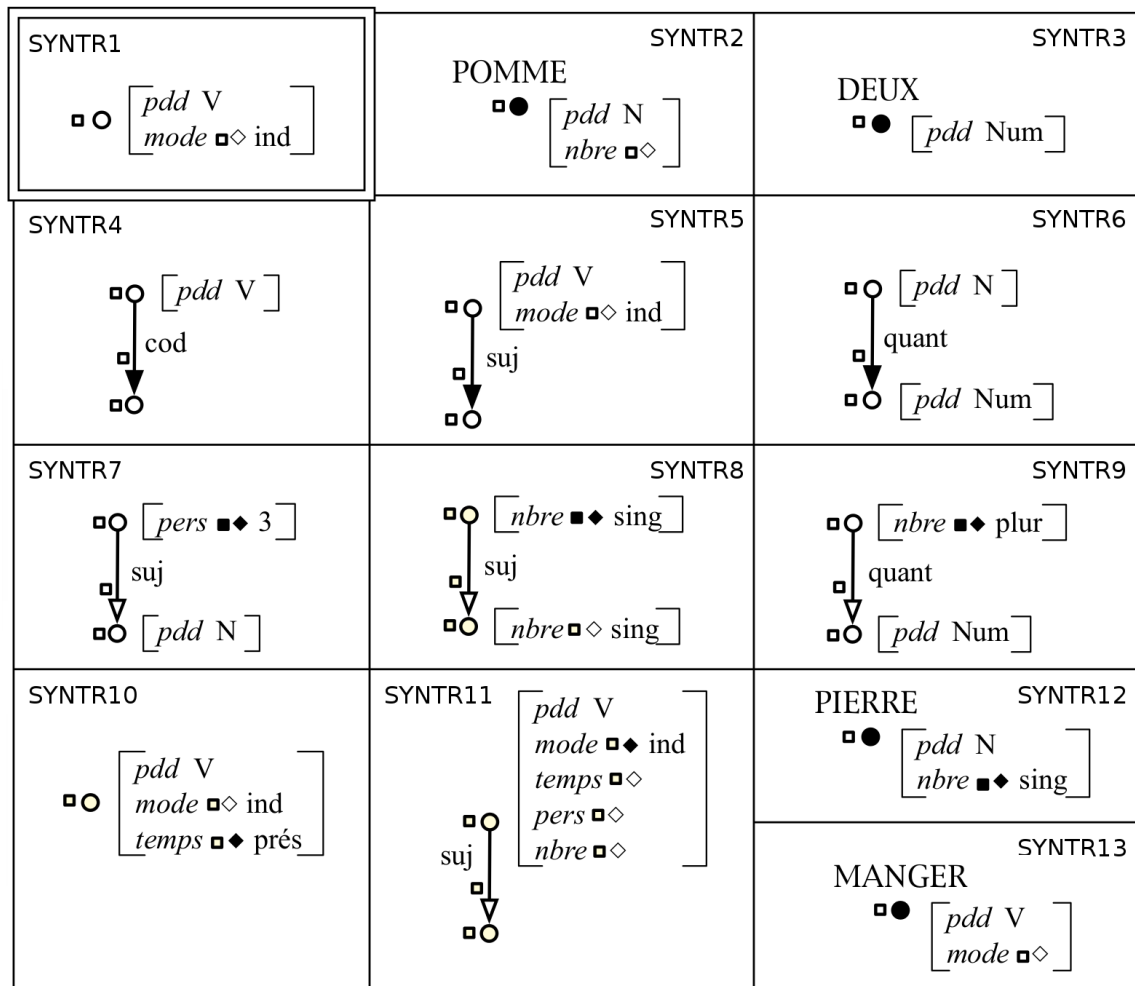 SYNTR1
pdd V
mode ind
SYNTR2
POMME
pdd N
nbre
SYNTR3
DEUX
pdd Num
SYNTR4
pdd V
cod
SYNTR5
pdd V
mode ind
suj
SYNTR6
pdd N
quant
pdd Num
SYNTR7
pers 3
suj
pdd N
SYNTR8
nbre sing
suj
nbre sing
SYNTR9
nbre plur
quant
pdd Num
SYNTR10
pdd V
mode ind
temps prés
SYNTR11
pdd V
mode ind
temps
pers
nbre
suj
SYNTR12
PIERRE
pdd N
nbre sing
SYNTR13
MANGER
pdd V
mode